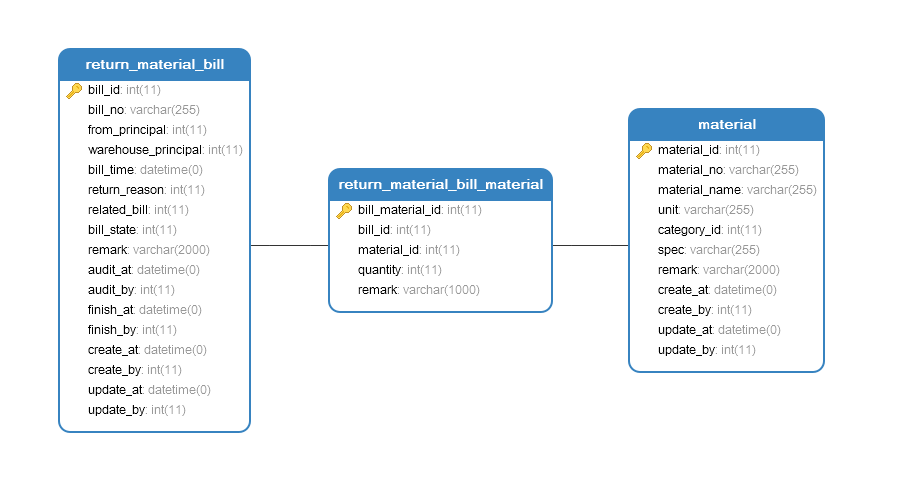 return_material_bill
bill_id: int(11)
bill_no: varchar(255)
from_principal: int(11)
warehouse_principal: int(11)
bill_time: datetime(0)
return_reason: int(11)
related_bill: int(11)
bill_state: int(11)
remark: varchar(2000)
audit_at: datetime(0)
audit_by: int(11)
finish_at: datetime(0)
finish_by: int(11)
create_at: datetime(0)
create_by: int(11)
update_at: datetime(0)
update_by: int(11)
return_material_bill_material
bill_material_id: int(11)
bill_id: int(11)
material_id: int(11)
quantity: int(11)
remark: varchar(1000)
material
material_id: int(11)
material_no: varchar(255)
material_name: varchar(255)
unit: varchar(255)
category_id: int(11)
spec: varchar(255)
remark: varchar(2000)
create_at: datetime(0)
create_by: int(11)
update_at: datetime(0)
update_by: int(11)